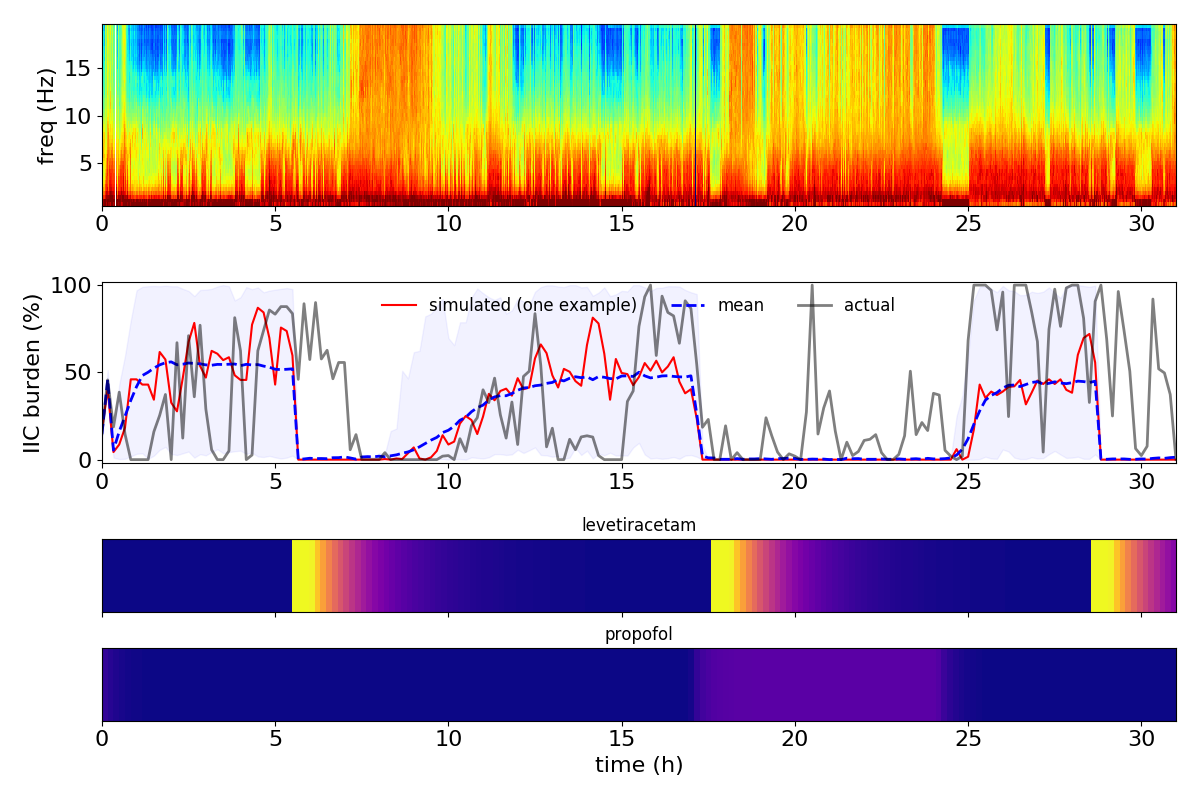 freq (Hz)
15
10
5
0 5 10 15 20 25 30
IIC burden (%)
100
50
0
simulated (one example) mean actual
0 5 10 15 20 25 30
levetiracetam
propofol
0 5 10 15 20 25 30
time (h)